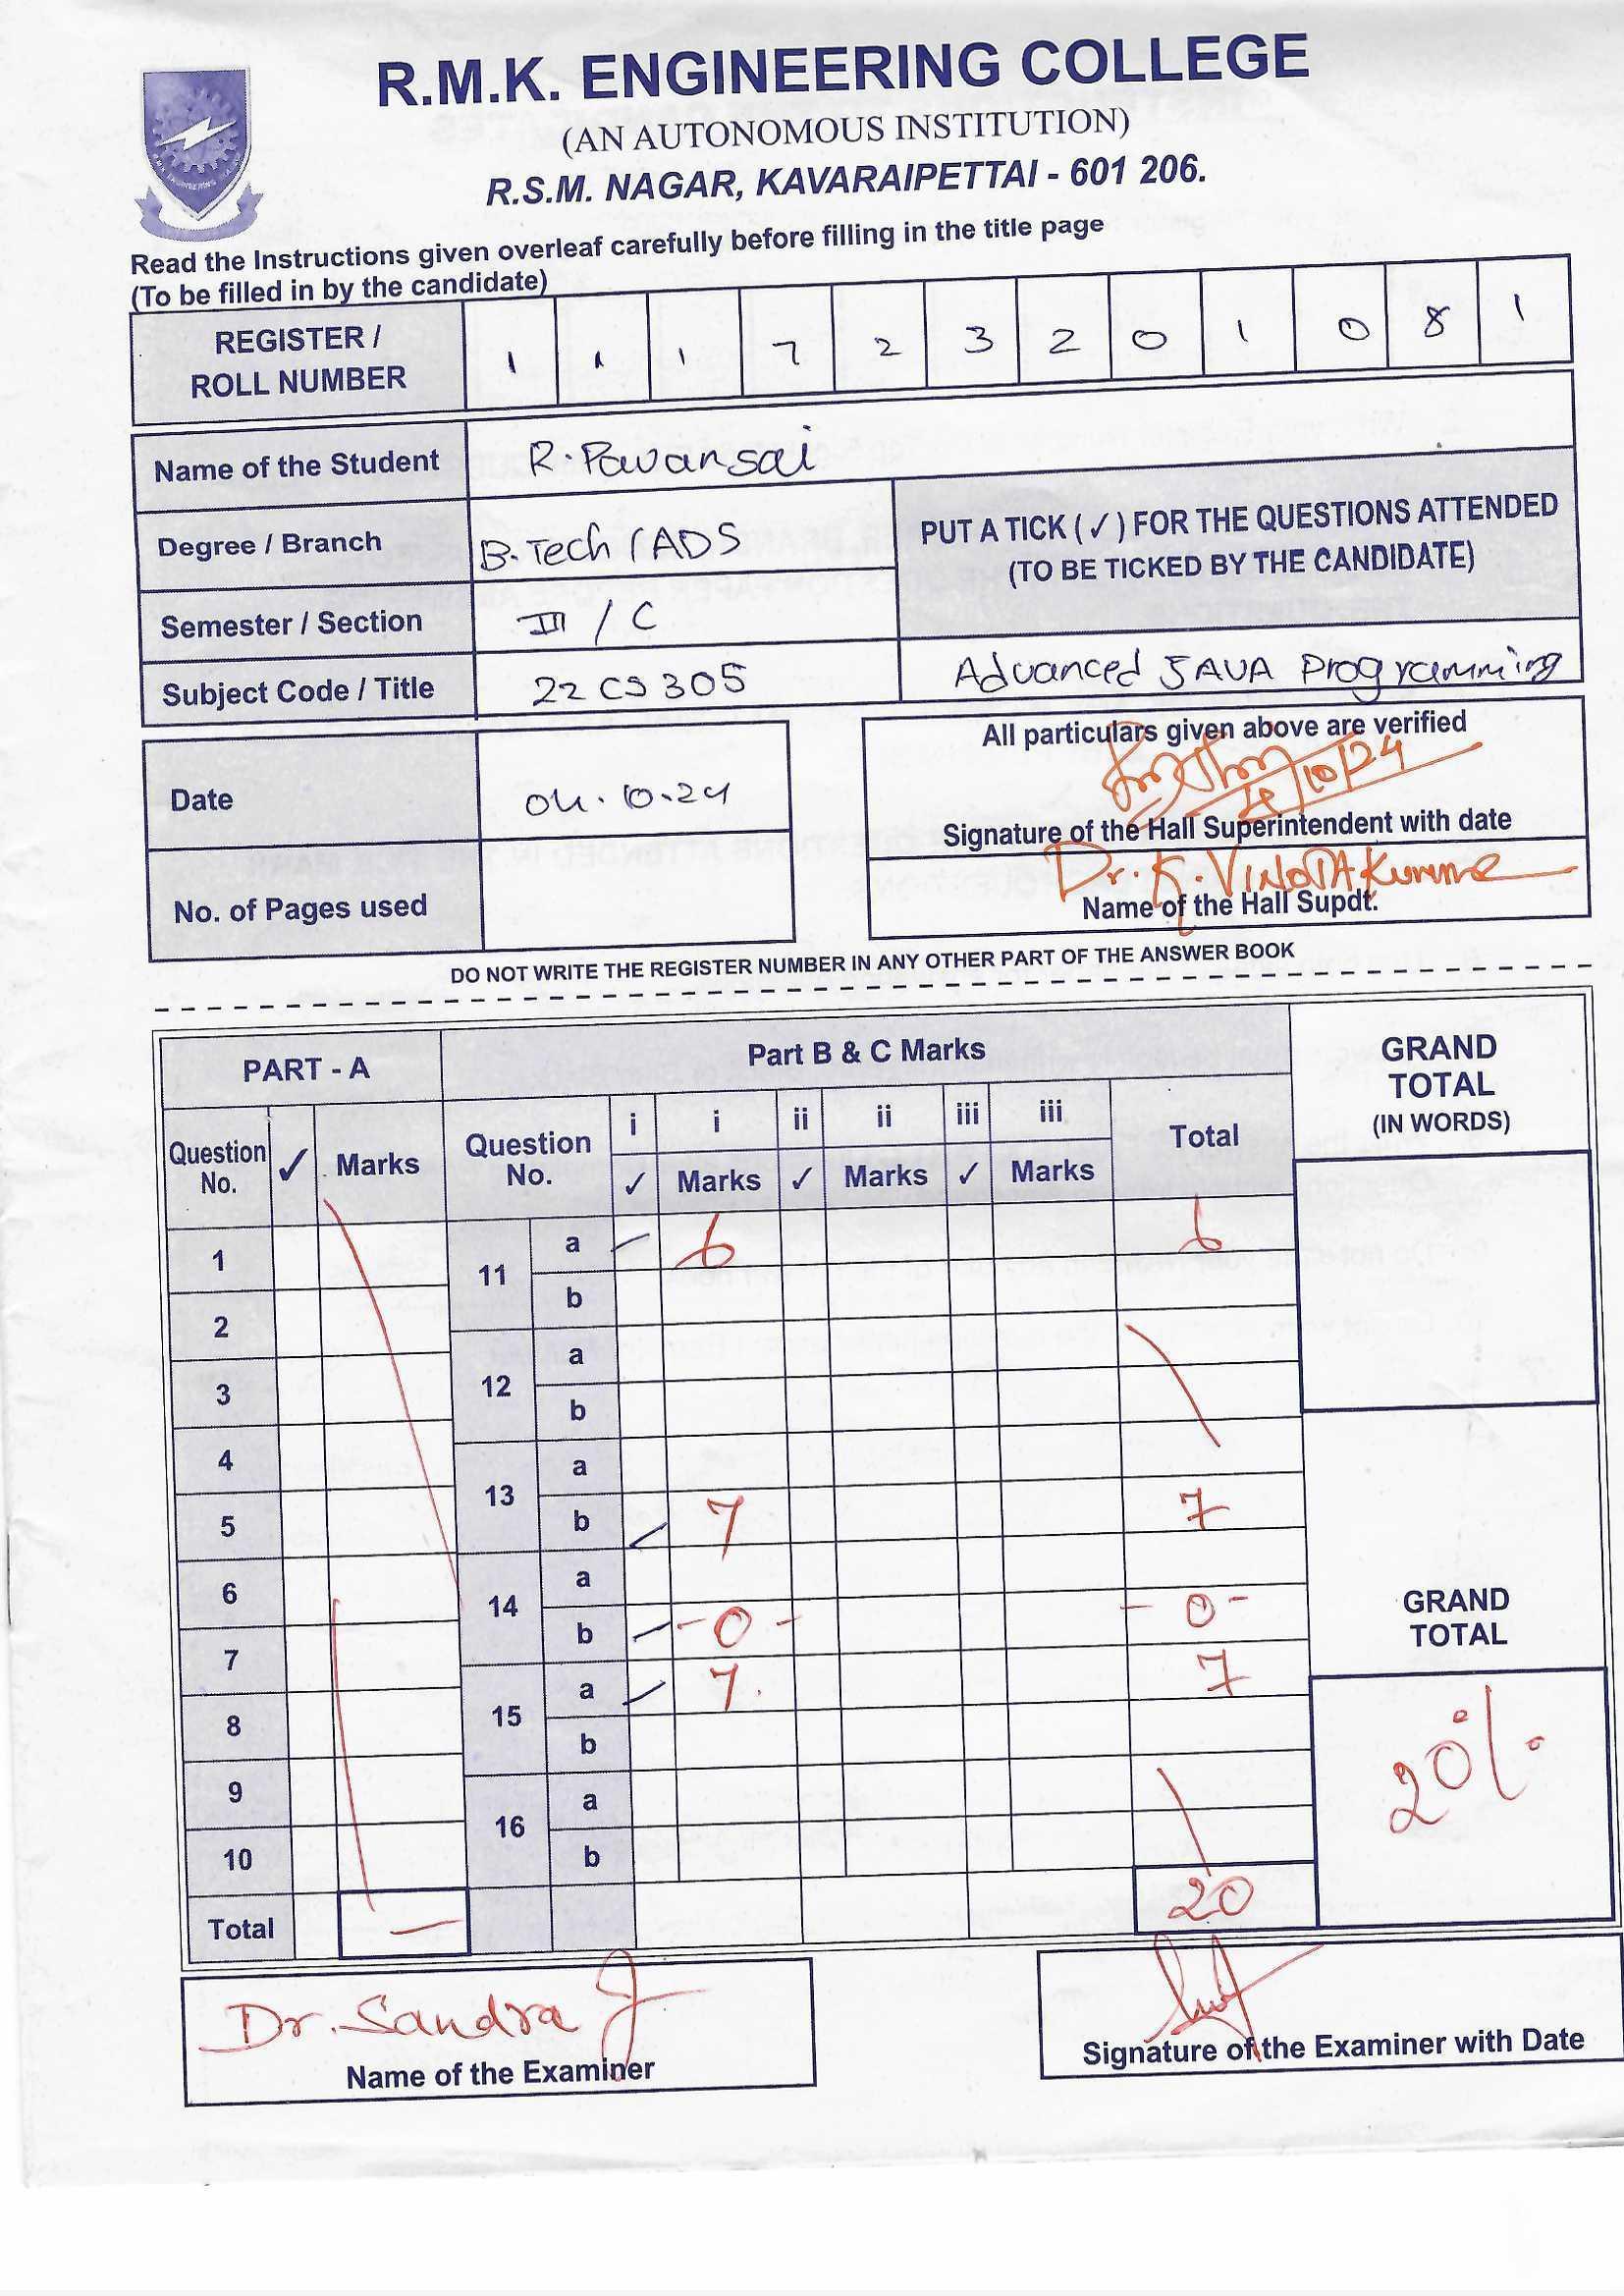 R.M.K. ENGINEERING COLLEGE
(AN AUTONOMOUS INSTITUTION)
R.S.M. NAGAR, KAVARAIPETTAI - 601 206.
Read the Instructions given overleaf carefully before filling in the title page
(To be filled in by the candidate)
REGISTER / ROLL NUMBER 1 1 1 7 2 3 2 0 1 0 8 1
Name of the Student R. Pavansai
Degree / Branch B.Tech / ADS
PUT A TICK (✓) FOR THE QUESTIONS ATTENDED
(TO BE TICKED BY THE CANDIDATE)
Semester / Section III / C
Subject Code / Title 22CS305 Advanced JAVA Programming
All particulars given above are verified
Date 04.10.24
4/10/24
Signature of the Hall Superintendent with date
Dr. K.
No. of Pages used
Name of the Hall Supdt.
DO NOT WRITE THE REGISTER NUMBER IN ANY OTHER PART OF THE ANSWER BOOK
PART - A Part B & C Marks GRAND TOTAL (IN WORDS)
Question No. ✓ Marks Question No. i i ii ii iii iii Total
✓ Marks ✓ Marks ✓ Marks
1 11 a ✓ 6 6
b
2 12 a
3 b
4 13 a
5 b ✓ 7 7
6 14 a
GRAND TOTAL
7 b ✓ -0- -0-
8 15 a ✓ 7. 7
b
20%
9 16 a
10 b
Total — 20
Dr. Sandra J
Name of the Examiner
Signature of the Examiner with Date